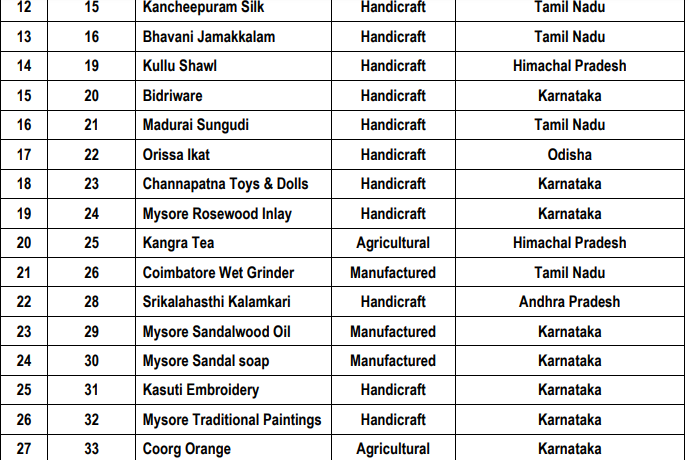 12 15 Kancheepuram Silk Handicraft Tamil Nadu
13 16 Bhavani Jamakkalam Handicraft Tamil Nadu
14 19 Kullu Shawl Handicraft Himachal Pradesh
15 20 Bidriware Handicraft Karnataka
16 21 Madurai Sungudi Handicraft Tamil Nadu
17 22 Orissa Ikat Handicraft Odisha
18 23 Channapatna Toys & Dolls Handicraft Karnataka
19 24 Mysore Rosewood Inlay Handicraft Karnataka
20 25 Kangra Tea Agricultural Himachal Pradesh
21 26 Coimbatore Wet Grinder Manufactured Tamil Nadu
22 28 Srikalahasthi Kalamkari Handicraft Andhra Pradesh
23 29 Mysore Sandalwood Oil Manufactured Karnataka
24 30 Mysore Sandal soap Manufactured Karnataka
25 31 Kasuti Embroidery Handicraft Karnataka
26 32 Mysore Traditional Paintings Handicraft Karnataka
27 33 Coorg Orange Agricultural Karnataka